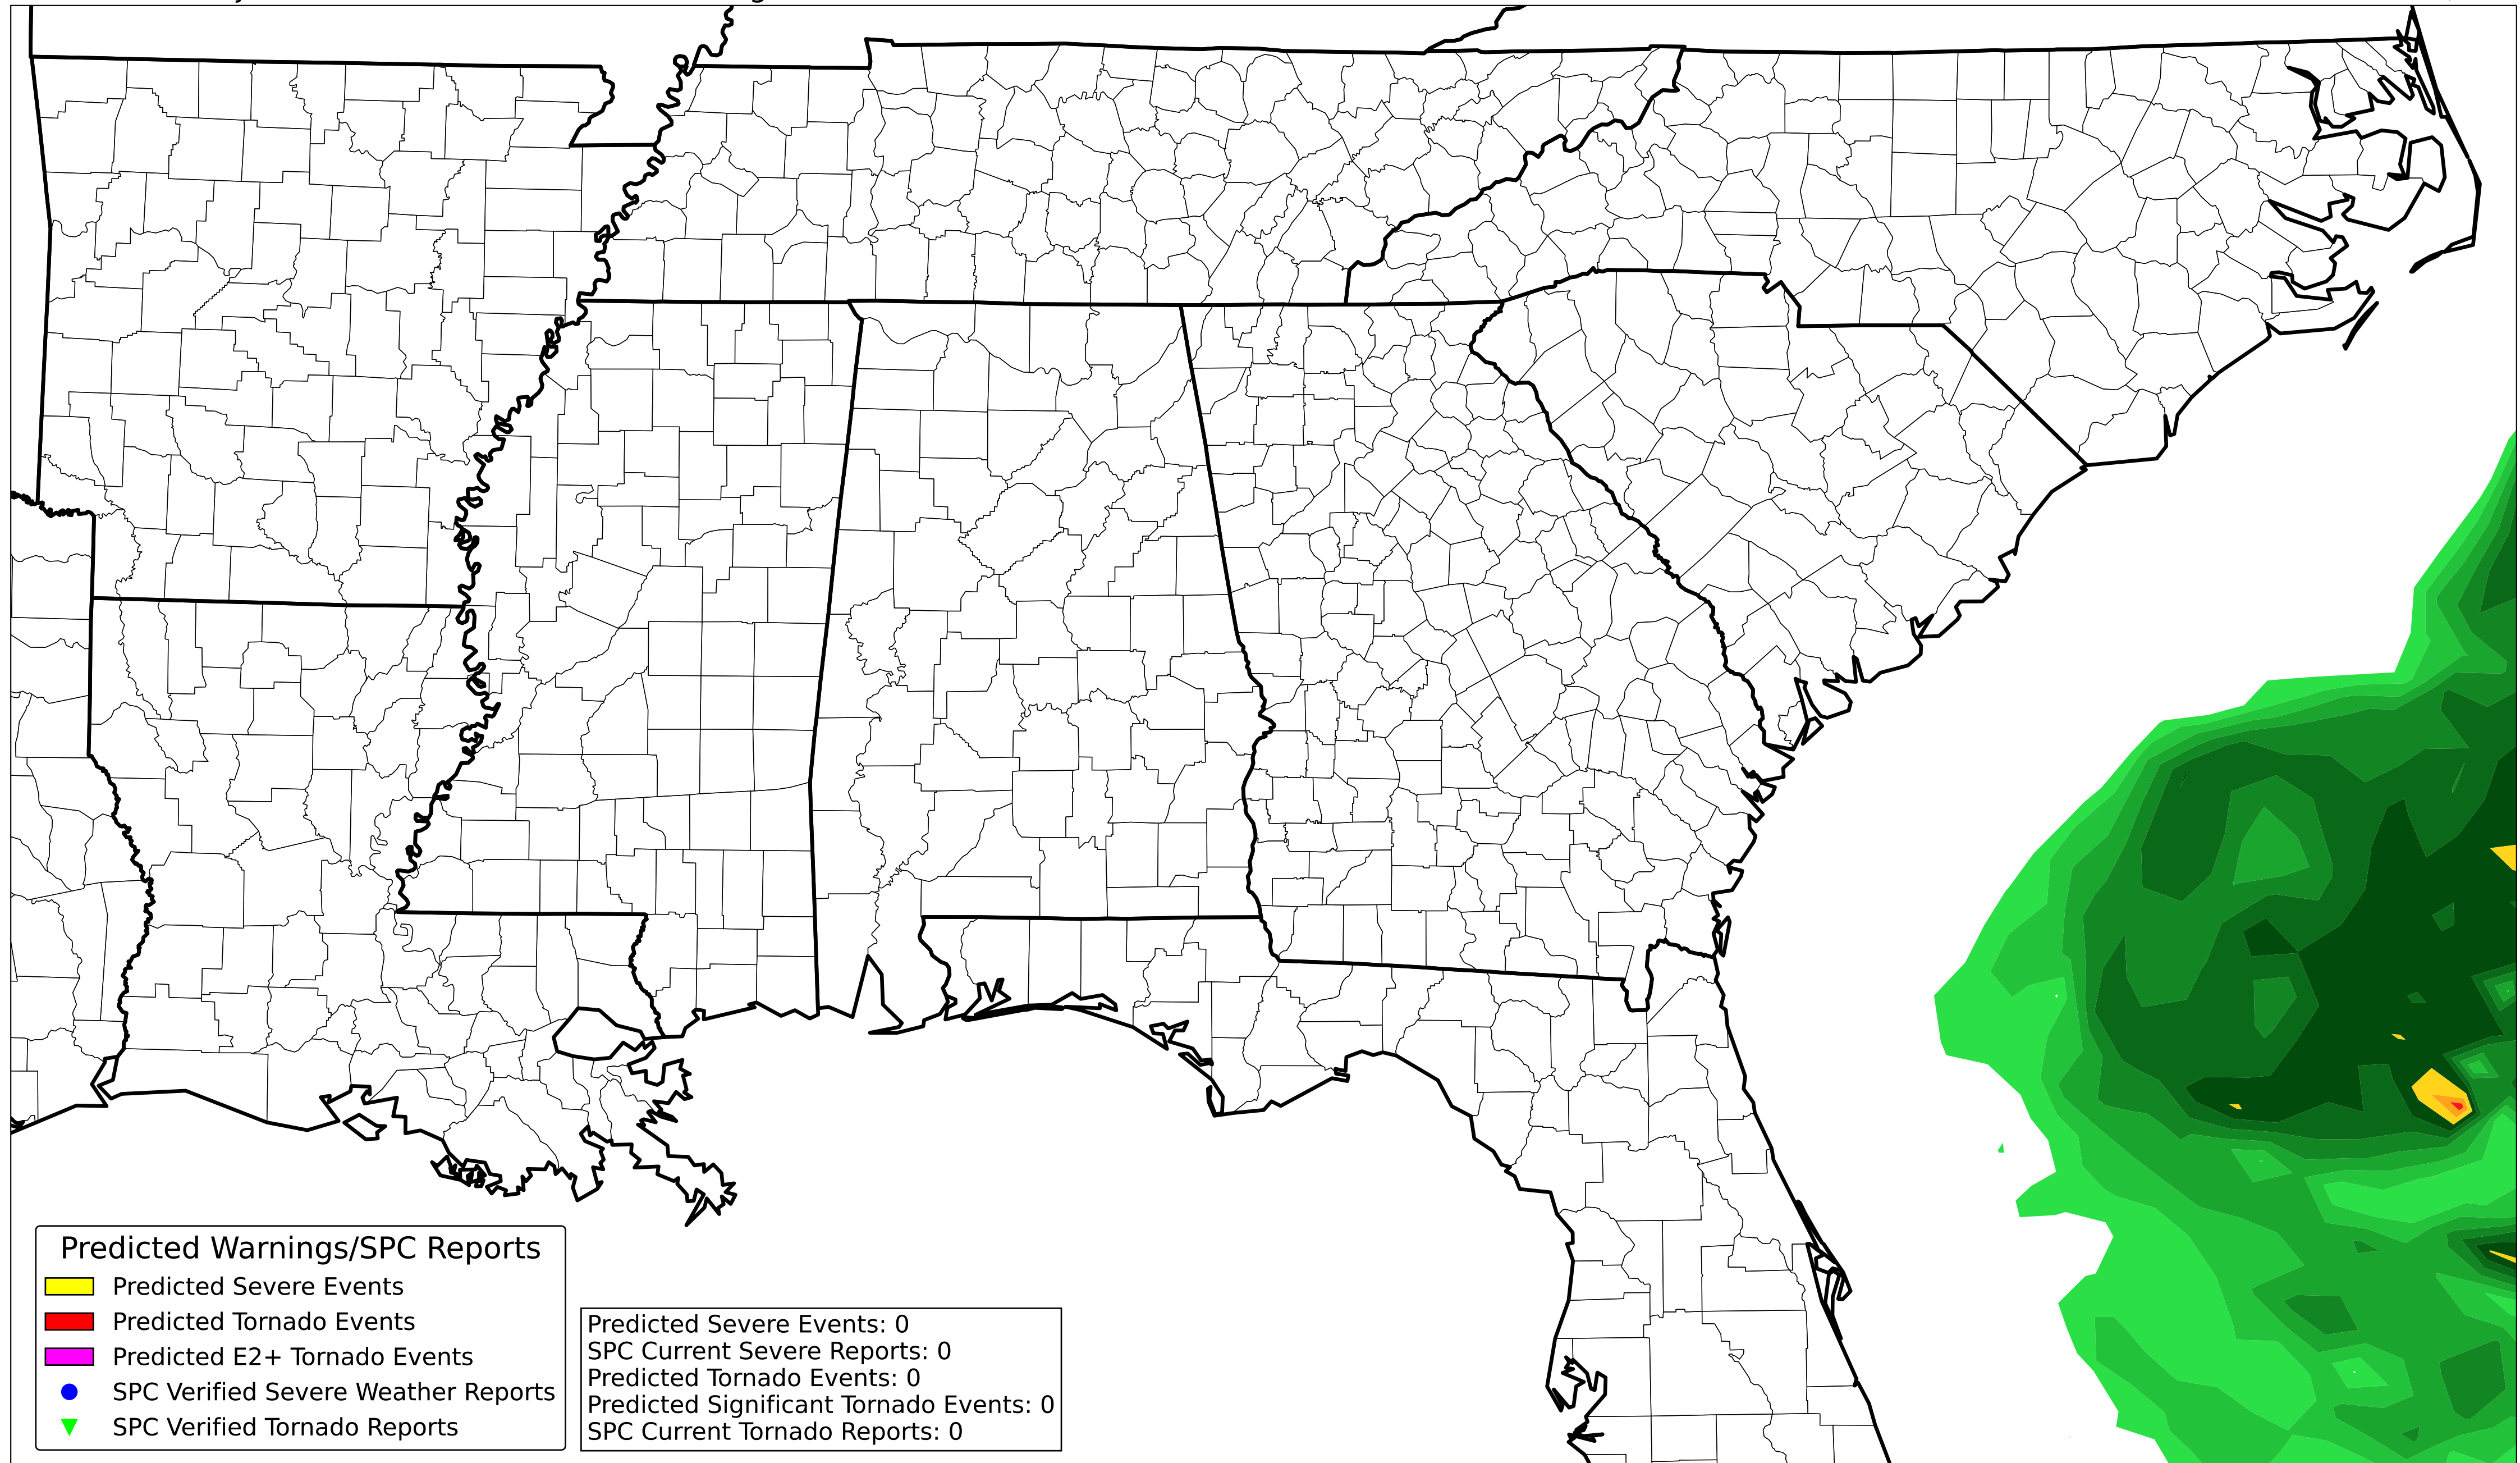 Predicted Warnings/SPC Reports
Predicted Severe Events
Predicted Tornado Events
Predicted E2+ Tornado Events
SPC Verified Severe Weather Reports
SPC Verified Tornado Reports
Predicted Severe Events: 0
SPC Current Severe Reports: 0
Predicted Tornado Events: 0
Predicted Significant Tornado Events: 0
SPC Current Tornado Reports: 0